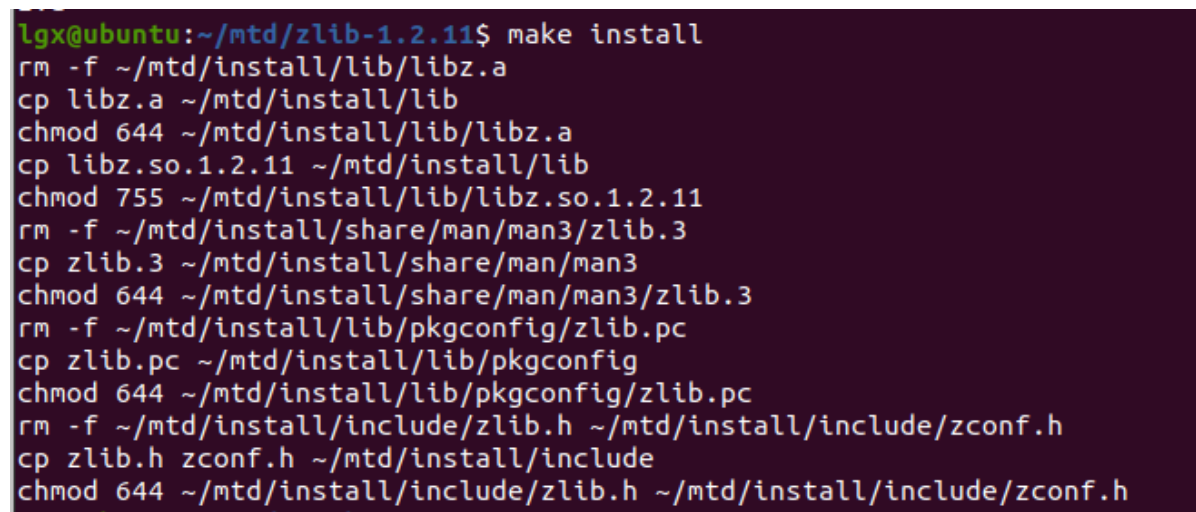 lgx@ubuntu:~/mtd/zlib-1.2.11$ make install
rm -f ~/mtd/install/lib/libz.a
cp libz.a ~/mtd/install/lib
chmod 644 ~/mtd/install/lib/libz.a
cp libz.so.1.2.11 ~/mtd/install/lib
chmod 755 ~/mtd/install/lib/libz.so.1.2.11
rm -f ~/mtd/install/share/man/man3/zlib.3
cp zlib.3 ~/mtd/install/share/man/man3
chmod 644 ~/mtd/install/share/man/man3/zlib.3
rm -f ~/mtd/install/lib/pkgconfig/zlib.pc
cp zlib.pc ~/mtd/install/lib/pkgconfig
chmod 644 ~/mtd/install/lib/pkgconfig/zlib.pc
rm -f ~/mtd/install/include/zlib.h ~/mtd/install/include/zconf.h
cp zlib.h zconf.h ~/mtd/install/include
chmod 644 ~/mtd/install/include/zlib.h ~/mtd/install/include/zconf.h